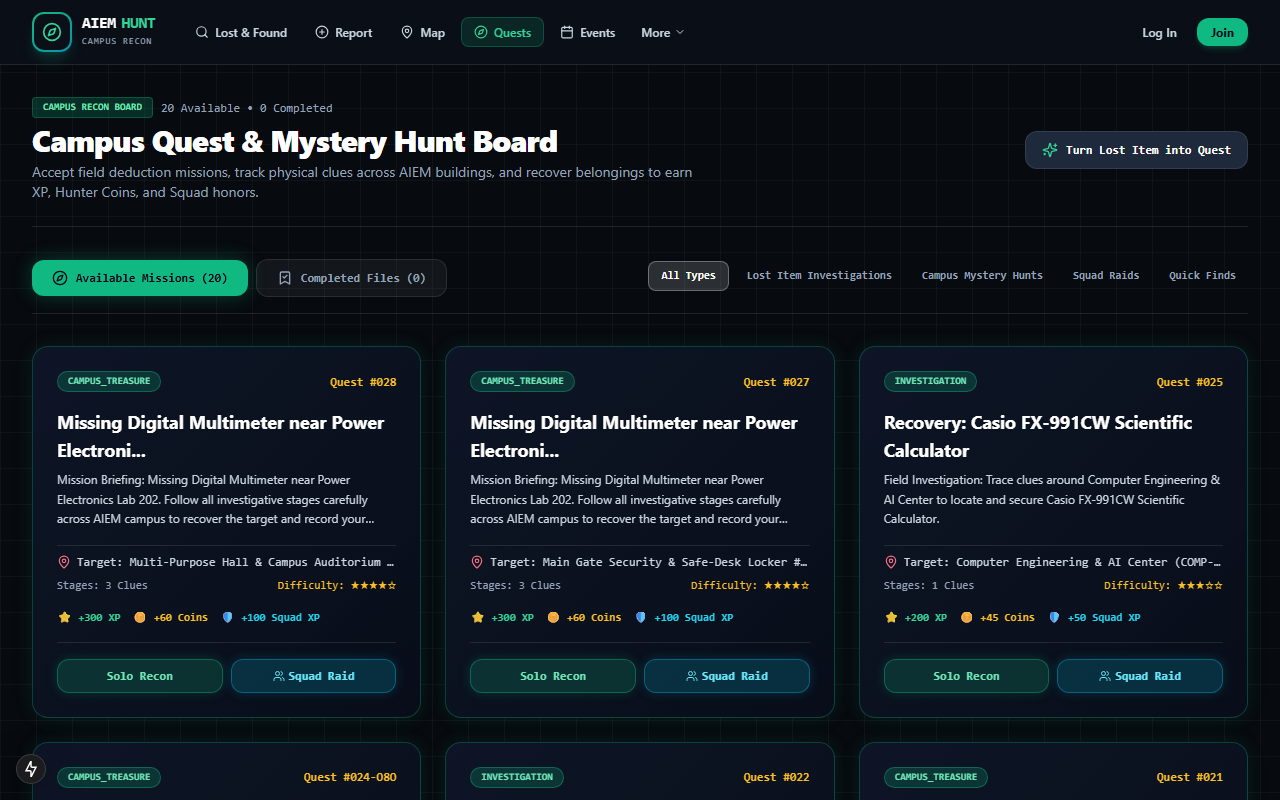 AIEM HUNT
CAMPUS RECON
Lost & Found
Report
Map
Quests
Events
More
Log In
Join
CAMPUS RECON BOARD
20 Available • 0 Completed
Campus Quest & Mystery Hunt Board
Accept field deduction missions, track physical clues across AIEM buildings, and recover belongings to earn
XP, Hunter Coins, and Squad honors.
Turn Lost Item into Quest
Available Missions (20)
Completed Files (0)
All Types
Lost Item Investigations
Campus Mystery Hunts
Squad Raids
Quick Finds
CAMPUS_TREASURE
Quest #028
Missing Digital Multimeter near Power
Electroni...
Mission Briefing: Missing Digital Multimeter near Power
Electronics Lab 202. Follow all investigative stages carefully
across AIEM campus to recover the target and record your...
Target: Multi-Purpose Hall & Campus Auditorium …
Stages: 3 Clues
Difficulty: ★★★★☆
+300 XP
+60 Coins
+100 Squad XP
Solo Recon
Squad Raid
CAMPUS_TREASURE
Quest #027
Missing Digital Multimeter near Power
Electroni...
Mission Briefing: Missing Digital Multimeter near Power
Electronics Lab 202. Follow all investigative stages carefully
across AIEM campus to recover the target and record your...
Target: Main Gate Security & Safe-Desk Locker #…
Stages: 3 Clues
Difficulty: ★★★★☆
+300 XP
+60 Coins
+100 Squad XP
Solo Recon
Squad Raid
INVESTIGATION
Quest #025
Recovery: Casio FX-991CW Scientific
Calculator
Field Investigation: Trace clues around Computer Engineering &
AI Center to locate and secure Casio FX-991CW Scientific
Calculator.
Target: Computer Engineering & AI Center (COMP-…
Stages: 1 Clues
Difficulty: ★★★☆☆
+200 XP
+45 Coins
+50 Squad XP
Solo Recon
Squad Raid
CAMPUS_TREASURE
Quest #024-O8O
INVESTIGATION
Quest #022
CAMPUS_TREASURE
Quest #021